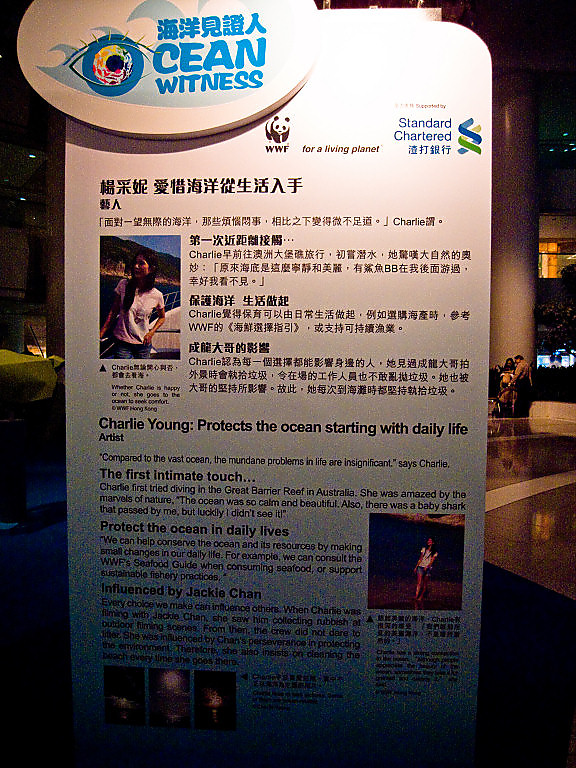 海洋見證人
OCEAN
WITNESS
WWF
for a living planet
Supported by
Standard
Chartered
渣打銀行
楊采妮 愛惜海洋從生活入手
藝人
「面對一望無際的海洋，那些煩惱悶事，相比之下變得微不足道。」Charlie謂。
第一次近距離接觸…
Charlie早前往澳洲大堡礁旅行，初嘗潛水，她驚嘆大自然的奧
妙：「原來海底是這麼寧靜和美麗，有鯊魚BB在我後面游過，
幸好我看不見。」
保護海洋 生活做起
Charlie覺得保育可以由日常生活做起，例如選購海產時，參考
WWF的《海鮮選擇指引》，或支持可持續漁業。
成龍大哥的影響
Charlie認為每一個選擇都能影響身邊的人，她見過成龍大哥拍
外景時會執拾垃圾，令在場的工作人員也不敢亂拋垃圾。她也被
大哥的堅持所影響。故此，她每次到海灘時都堅持執拾垃圾。
▲ Charlie無論開心與否，
都會去看海。
Whether Charlie is happy
or not, she goes to the
ocean to seek comfort.
© WWF Hong Kong
Charlie Young: Protects the ocean starting with daily life
Artist
"Compared to the vast ocean, the mundane problems in life are insignificant." says Charlie.
The first intimate touch…
Charlie first tried diving in the Great Barrier Reef in Australia. She was amazed by the
marvels of nature, "The ocean was so calm and beautiful. Also, there was a baby shark
that passed by me, but luckily I didn't see it!"
Protect the ocean in daily lives
"We can help conserve the ocean and its resources by making
small changes in our daily life. For example, we can consult the
WWF's Seafood Guide when consuming seafood, or support
sustainable fishery practices. "
Influenced by Jackie Chan
Every choice we make can influence others. When Charlie was
filming with Jackie Chan, she saw him collecting rubbish at
outdoor filming scenes. From then, the crew did not dare to
litter. She was influenced by Chan's perseverance in protecting
the environment. Therefore, she also insists on cleaning the
beach every time she goes there.